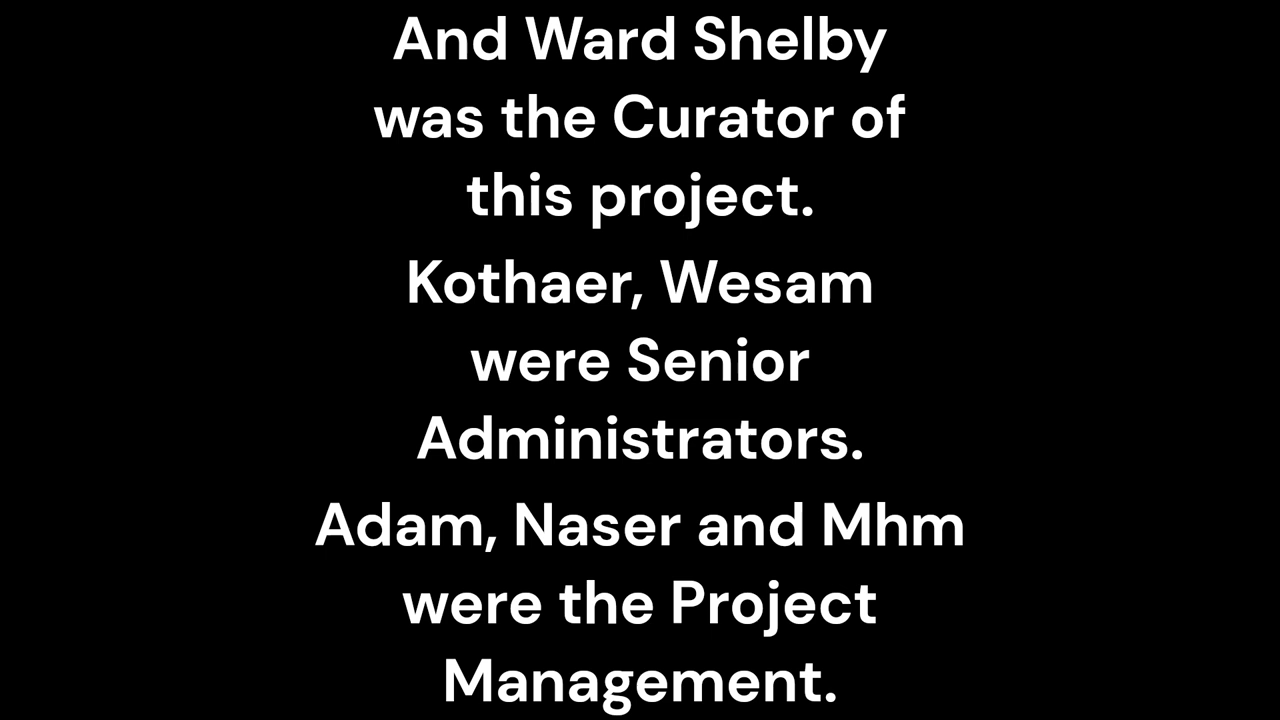 And Ward Shelby
was the Curator of
this project.
Kothaer, Wesam
were Senior
Administrators.
Adam, Naser and Mhm
were the Project
Management.